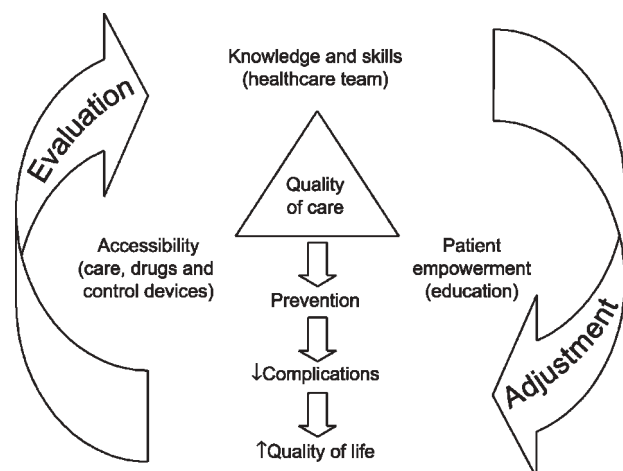 Knowledge and skills
(healthcare team)
Evaluation
Quality
of care
Accessibility
(care, drugs and
control devices)
Patient
empowerment
(education)
Prevention
Adjustment
↓Complications
↑Quality of life